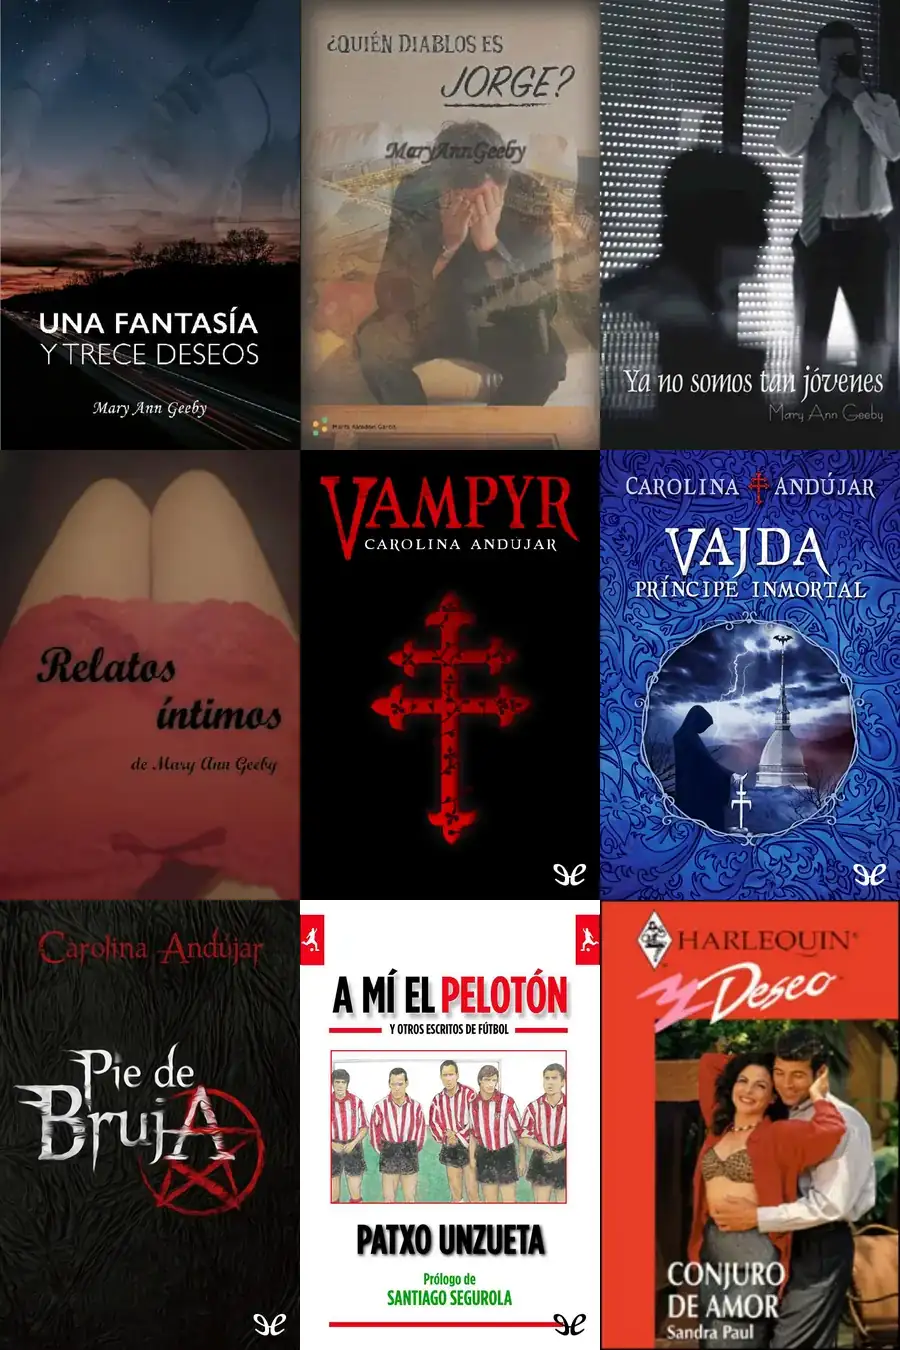 UNA FANTASÍA
Y TRECE DESEOS
Mary Ann Geeby
¿QUIÉN DIABLOS ES
JORGE?
MaryAnnGeeby
Ya no somos tan jóvenes
Mary Ann Geeby
Relatos
íntimos
de Mary Ann Geeby
VAMPYR
CAROLINA ANDÚJAR
CAROLINA ANDÚJAR
VAJDA
PRÍNCIPE INMORTAL
Carolina Andújar
Pie de
BrujA
A MÍ EL PELOTÓN
Y OTROS ESCRITOS DE FÚTBOL
PATXO UNZUETA
Prólogo de
SANTIAGO SEGUROLA
HARLEQUIN®
Deseo
CONJURO
DE AMOR
Sandra Paul